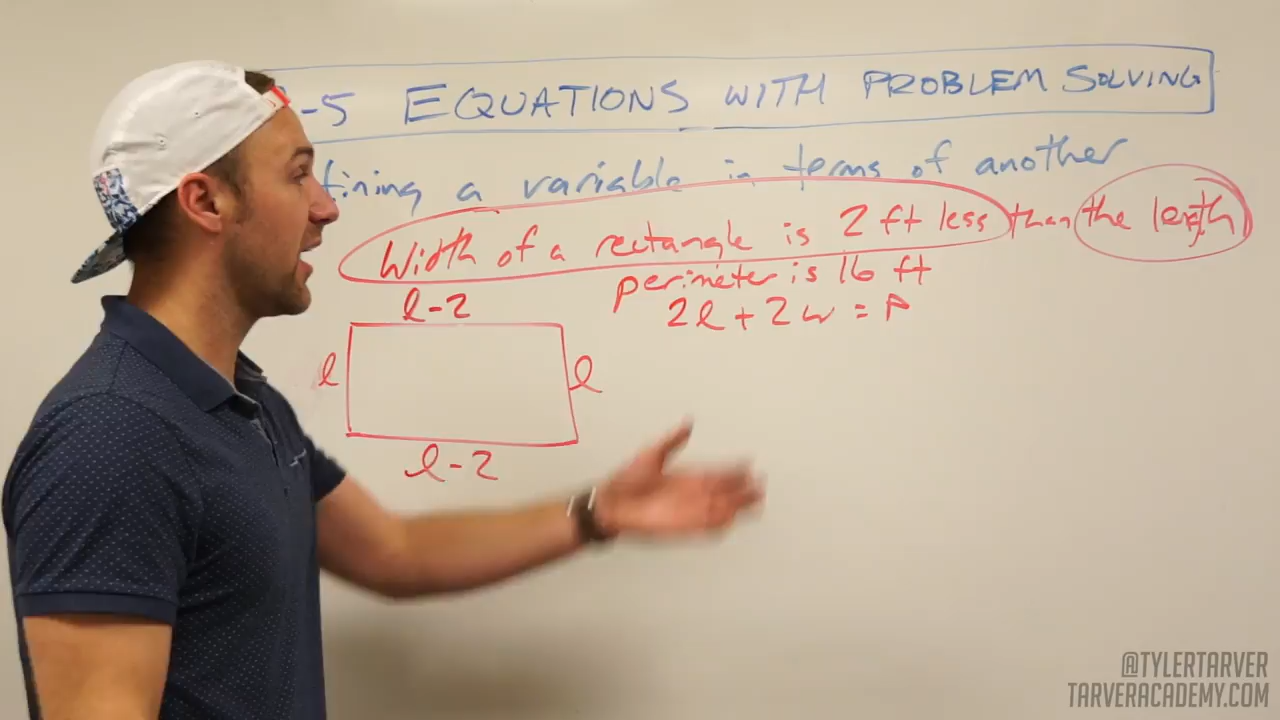 -5 EQUATIONS WITH PROBLEM SOLVING
fining a variable in terms of another
Width of a rectangle is 2 ft less than the length
perimeter is 16 ft
2l + 2w = P
l-2
l
l
l-2
@TYLERTARVER
TARVERACADEMY.COM